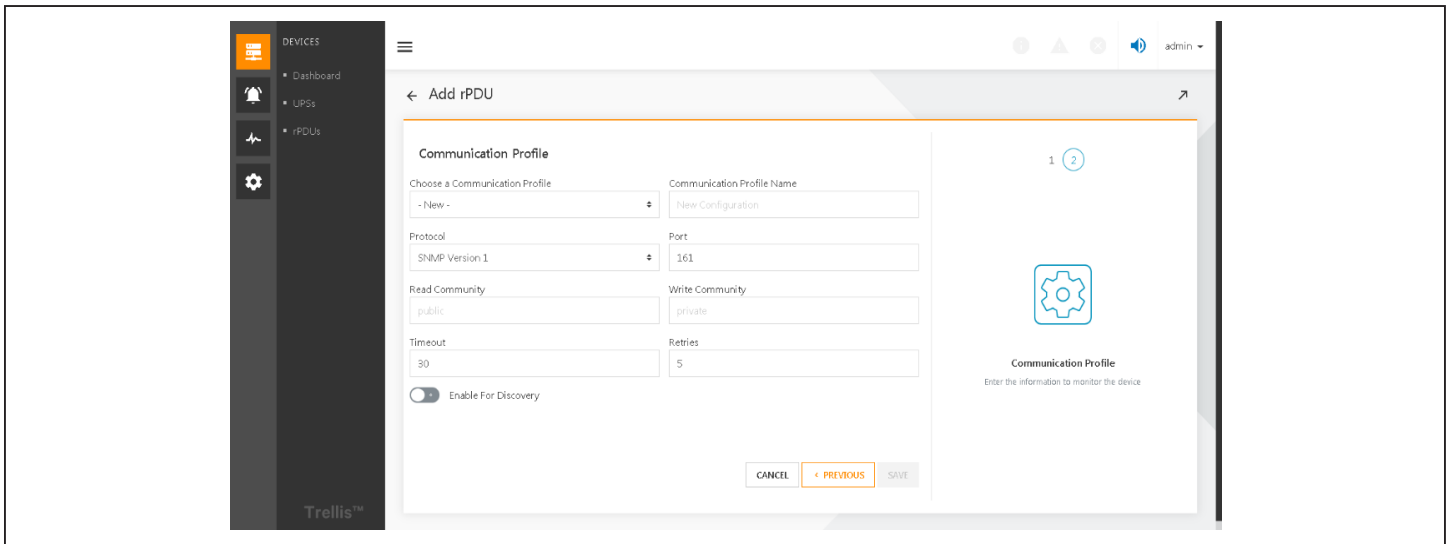 DEVICES
Dashboard
UPSs
rPDUs
Trellis™
admin
Add rPDU
Communication Profile
Choose a Communication Profile
Communication Profile Name
- New -
New Configuration
Protocol
Port
SNMP Version 1
161
Read Community
Write Community
public
private
Timeout
Retries
30
5
Enable For Discovery
CANCEL
‹ PREVIOUS
SAVE
1
2
Communication Profile
Enter the information to monitor the device